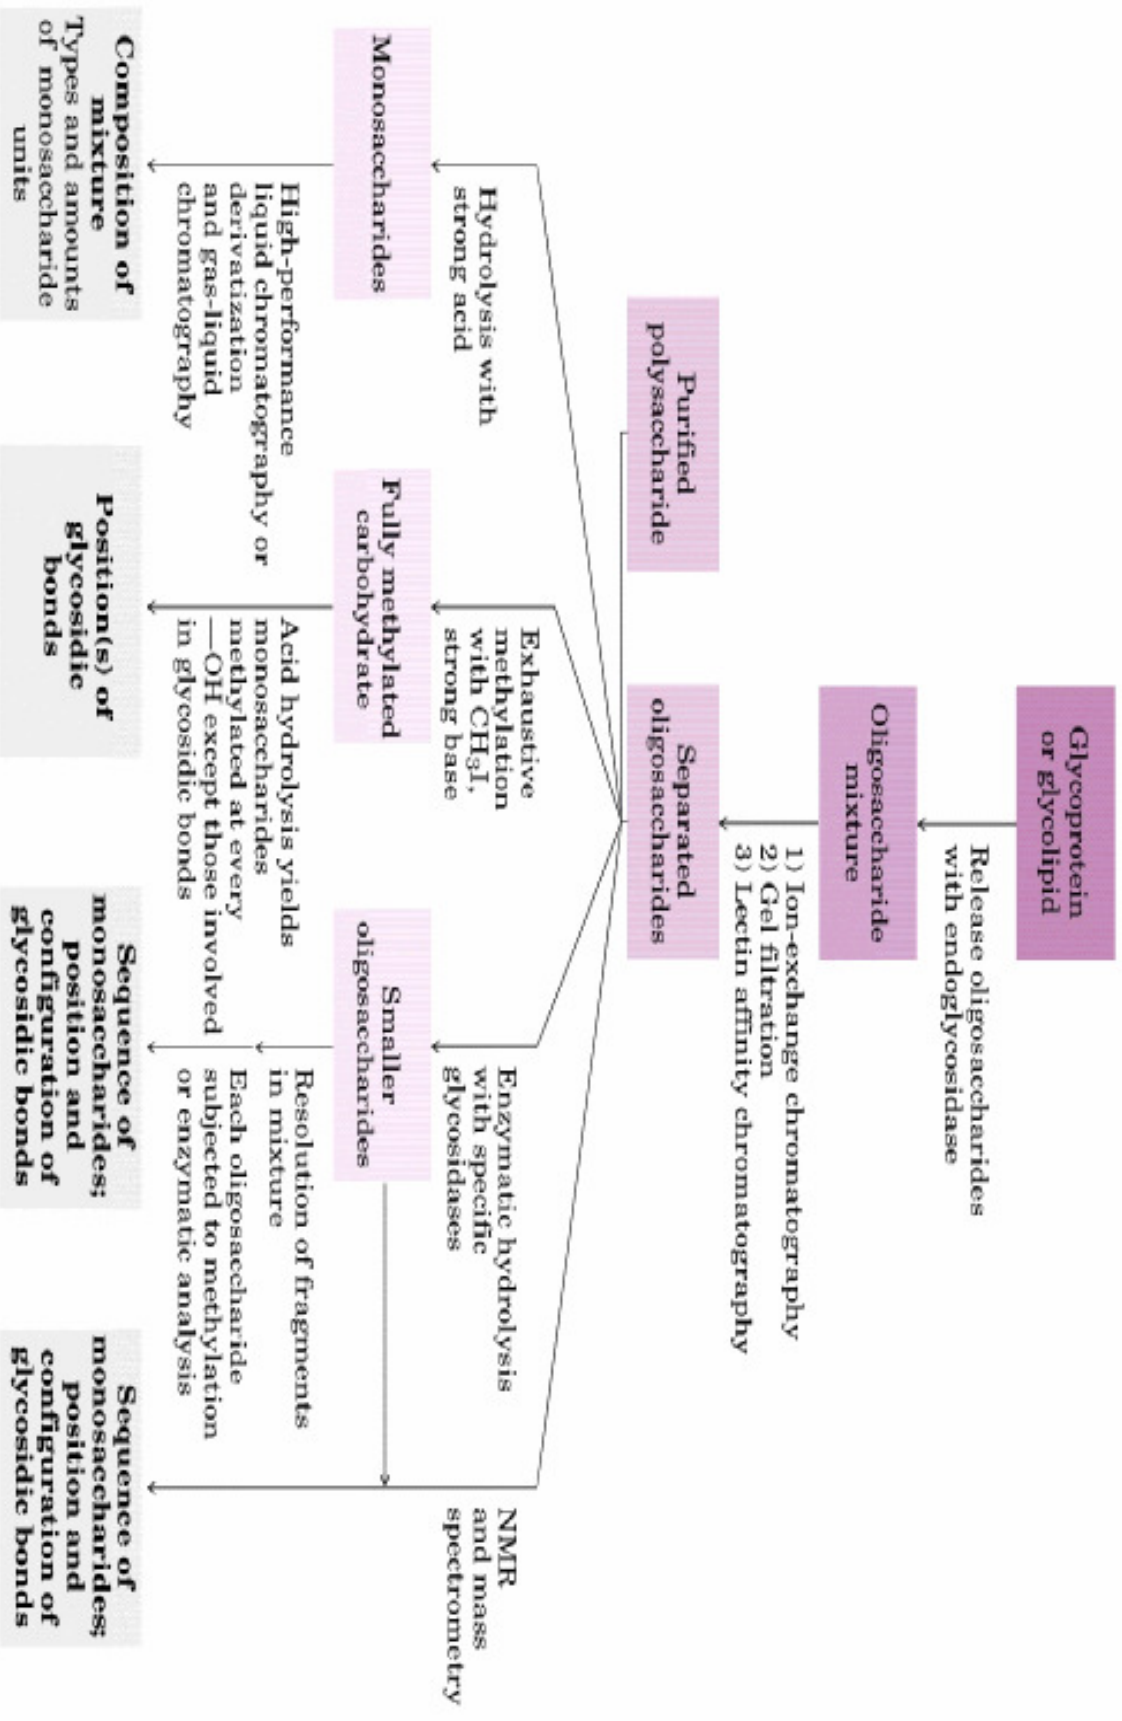 Glycoprotein
or glycolipid
Release oligosaccharides
with endoglycosidase
Oligosaccharide
mixture
1) Ion-exchange chromatography
2) Gel filtration
3) Lectin affinity chromatography
Purified
polysaccharide
Separated
oligosaccharides
Hydrolysis with
strong acid
Exhaustive
methylation
with CH3I,
strong base
Enzymatic hydrolysis
with specific
glycosidases
NMR
and mass
spectrometry
Monosaccharides
Fully methylated
carbohydrate
Smaller
oligosaccharides
High-performance
liquid chromatography or
derivatization
and gas-liquid
chromatography
Acid hydrolysis yields
monosaccharides
methylated at every
—OH except those involved
in glycosidic bonds
Resolution of fragments
in mixture
Each oligosaccharide
subjected to methylation
or enzymatic analysis
Composition of
mixture
Types and amounts
of monosaccharide
units
Position(s) of
glycosidic
bonds
Sequence of
monosaccharides;
position and
configuration of
glycosidic bonds
Sequence of
monosaccharides;
position and
configuration of
glycosidic bonds